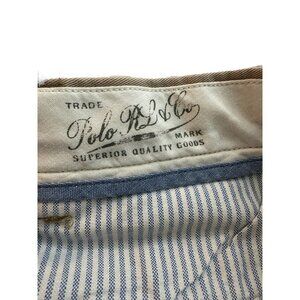 TRADE
Polo RL & Co
MARK
SUPERIOR QUALITY GOODS